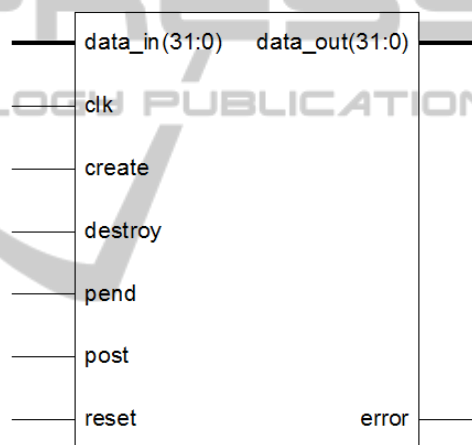 data_in(31:0) data_out(31:0)
clk
create
destroy
pend
post
reset error